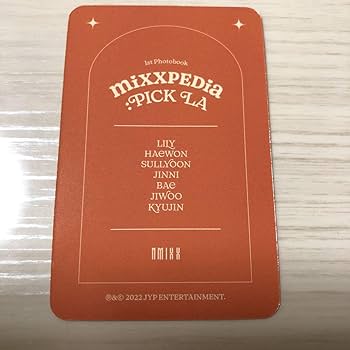 1st Photobook
MIXXPEDIA
:PICK LA
LILY
HAEWON
SULLYOON
JINNI
BAE
JIWOO
KYUJIN
NMIXX
℗&© 2022 JYP ENTERTAINMENT.